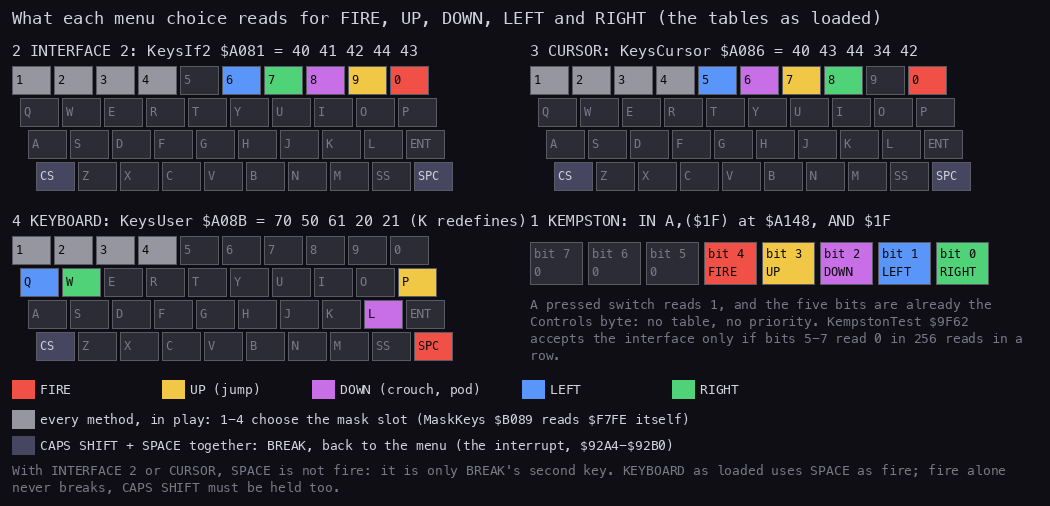 What each menu choice reads for FIRE, UP, DOWN, LEFT and RIGHT (the tables as loaded)
2 INTERFACE 2: KeysIf2 $A081 = 40 41 42 44 43
1 2 3 4 5 6 7 8 9 0
Q W E R T Y U I O P
A S D F G H J K L ENT
CS Z X C V B N M SS SPC
3 CURSOR: KeysCursor $A086 = 40 43 44 34 42
1 2 3 4 5 6 7 8 9 0
Q W E R T Y U I O P
A S D F G H J K L ENT
CS Z X C V B N M SS SPC
4 KEYBOARD: KeysUser $A08B = 70 50 61 20 21 (K redefines)
1 2 3 4 5 6 7 8 9 0
Q W E R T Y U I O P
A S D F G H J K L ENT
CS Z X C V B N M SS SPC
1 KEMPSTON: IN A,($1F) at $A148, AND $1F
bit 7 bit 6 bit 5 bit 4 bit 3 bit 2 bit 1 bit 0
0 0 0 FIRE UP DOWN LEFT RIGHT
A pressed switch reads 1, and the five bits are already the
Controls byte: no table, no priority. KempstonTest $9F62
accepts the interface only if bits 5–7 read 0 in 256 reads in a
row.
FIRE UP (jump) DOWN (crouch, pod) LEFT RIGHT
every method, in play: 1–4 choose the mask slot (MaskKeys $B089 reads $F7FE itself)
CAPS SHIFT + SPACE together: BREAK, back to the menu (the interrupt, $92A4–$92B0)
With INTERFACE 2 or CURSOR, SPACE is not fire: it is only BREAK's second key. KEYBOARD as loaded uses SPACE as fire; fire alone
never breaks, CAPS SHIFT must be held too.